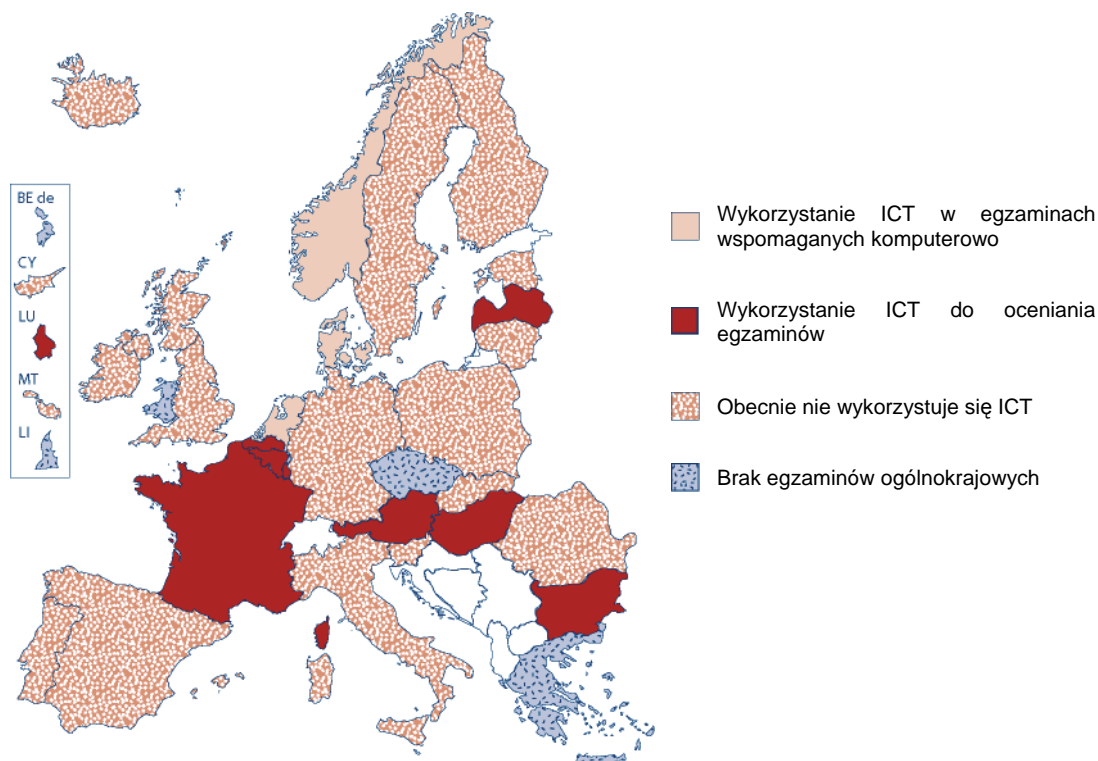 BE de
CY
LU
MT
LI
Wykorzystanie ICT w egzaminach
wspomaganych komputerowo
Wykorzystanie ICT do oceniania
egzaminów
Obecnie nie wykorzystuje się ICT
Brak egzaminów ogólnokrajowych